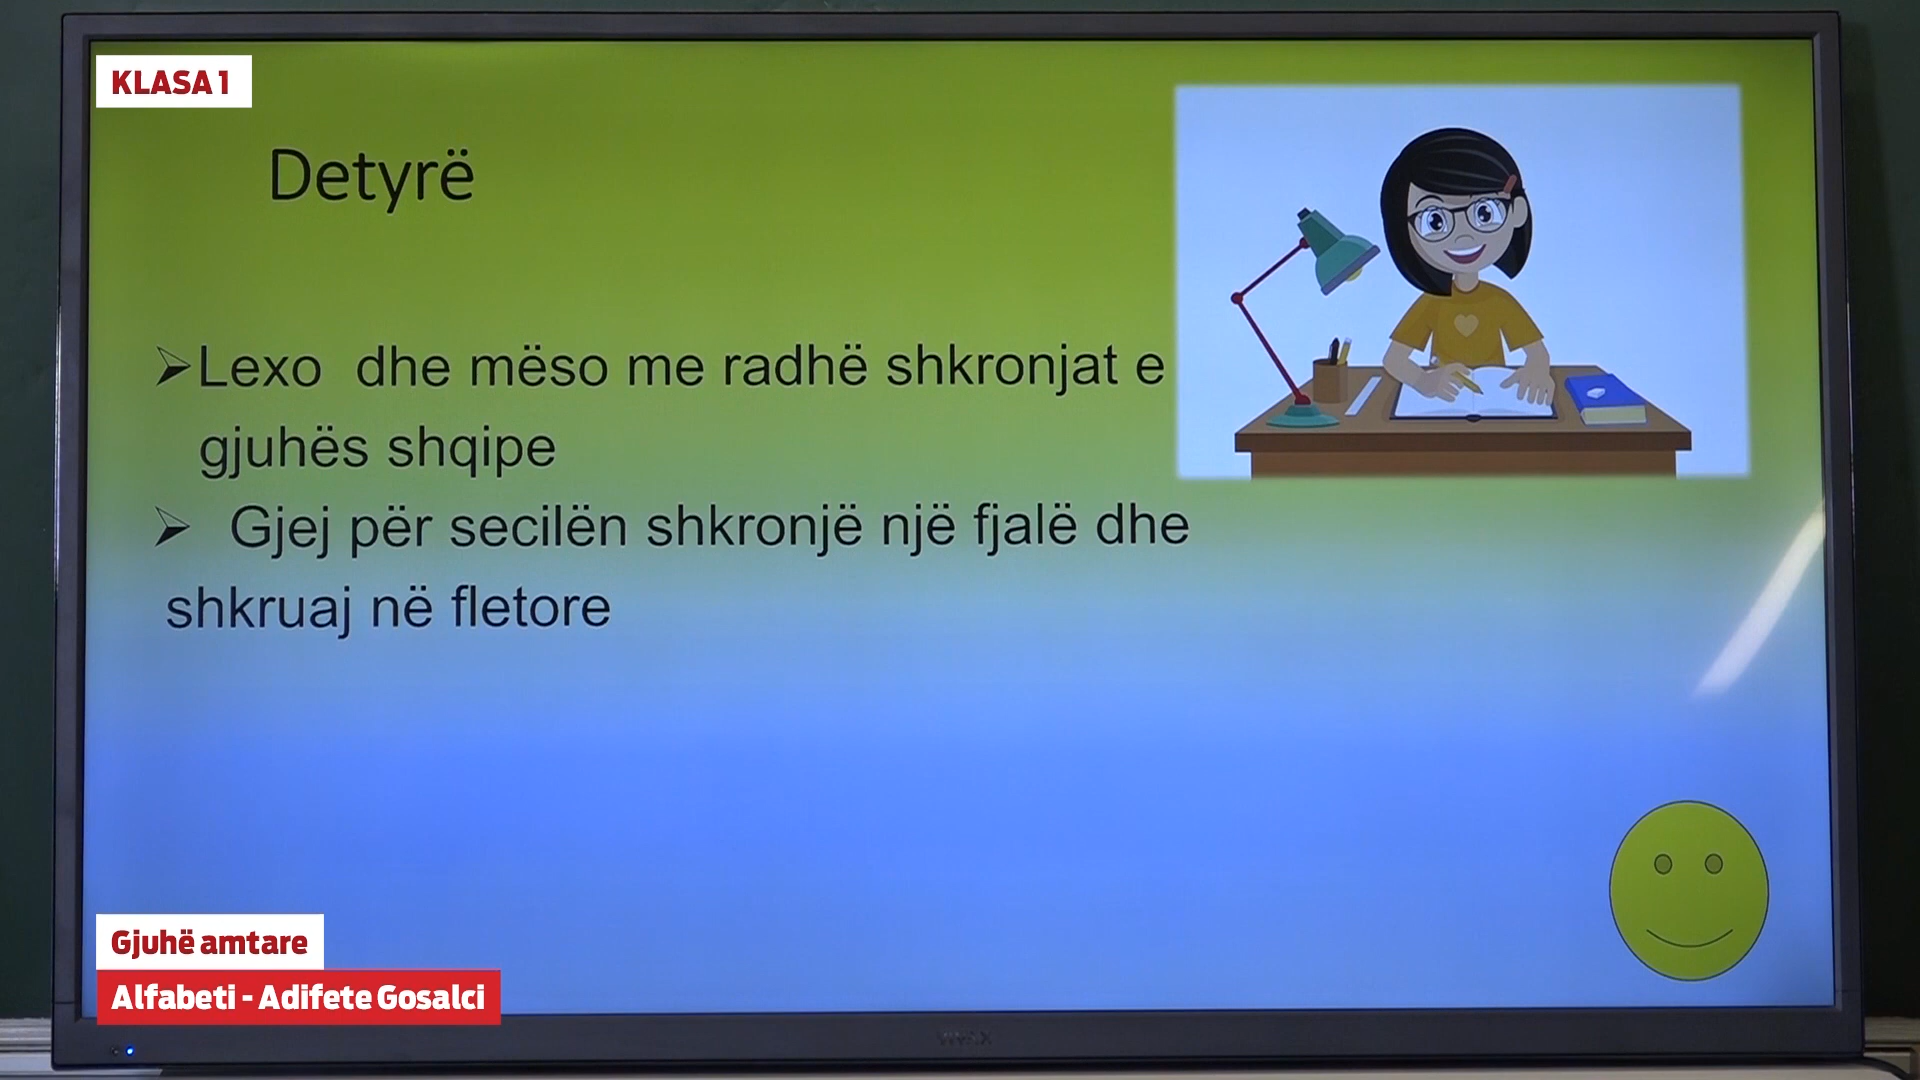 KLASA 1
Detyrë
➢Lexo dhe mëso me radhë shkronjat e
gjuhës shqipe
➢ Gjej për secilën shkronjë një fjalë dhe
shkruaj në fletore
Gjuhë amtare
Alfabeti - Adifete Gosalci
VIVAX